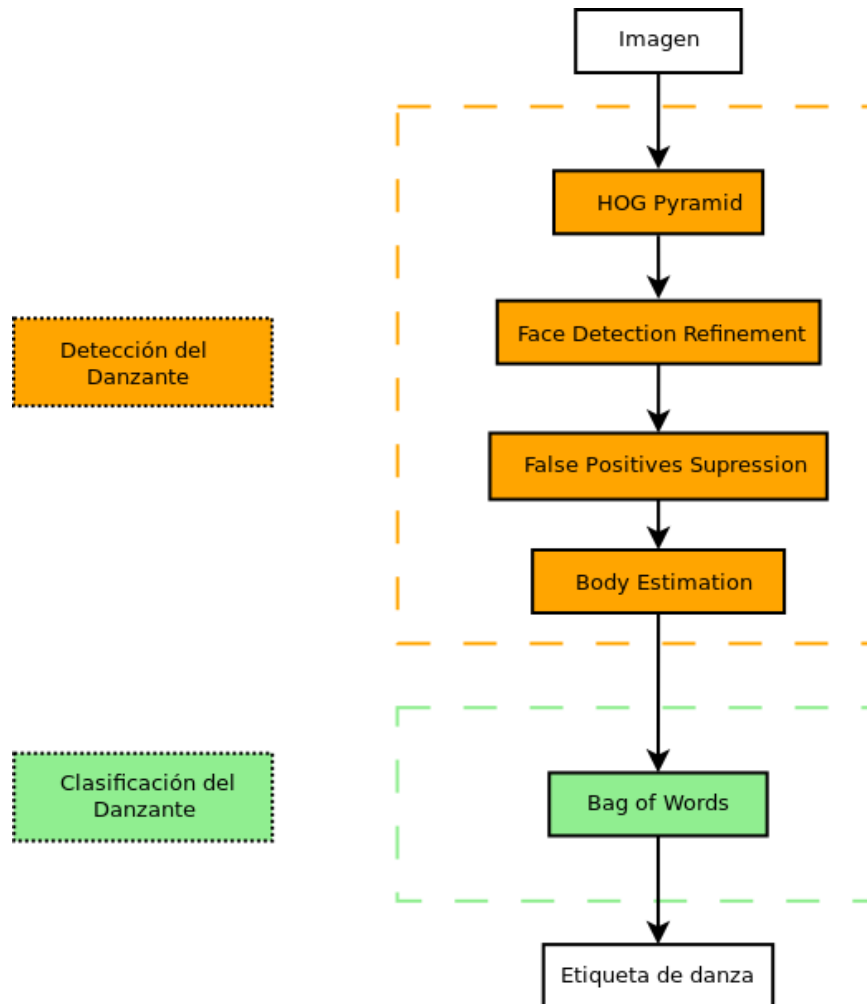 Imagen
HOG Pyramid
Face Detection Refinement
Detección del
Danzante
False Positives Supression
Body Estimation
Clasificación del
Danzante
Bag of Words
Etiqueta de danza